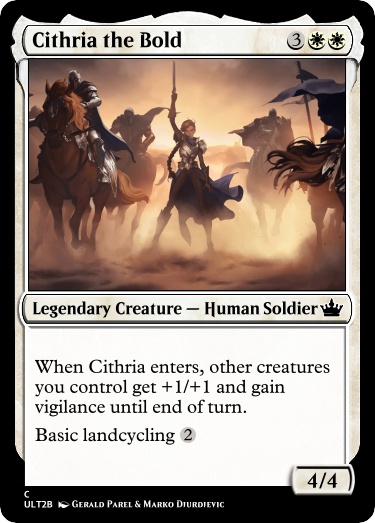 Cithria the Bold 3
Legendary Creature — Human Soldier
When Cithria enters, other creatures
you control get +1/+1 and gain
vigilance until end of turn.
Basic landcycling 2
4/4
C
ULT2B GERALD PAREL & MARKO DJURDJEVIC